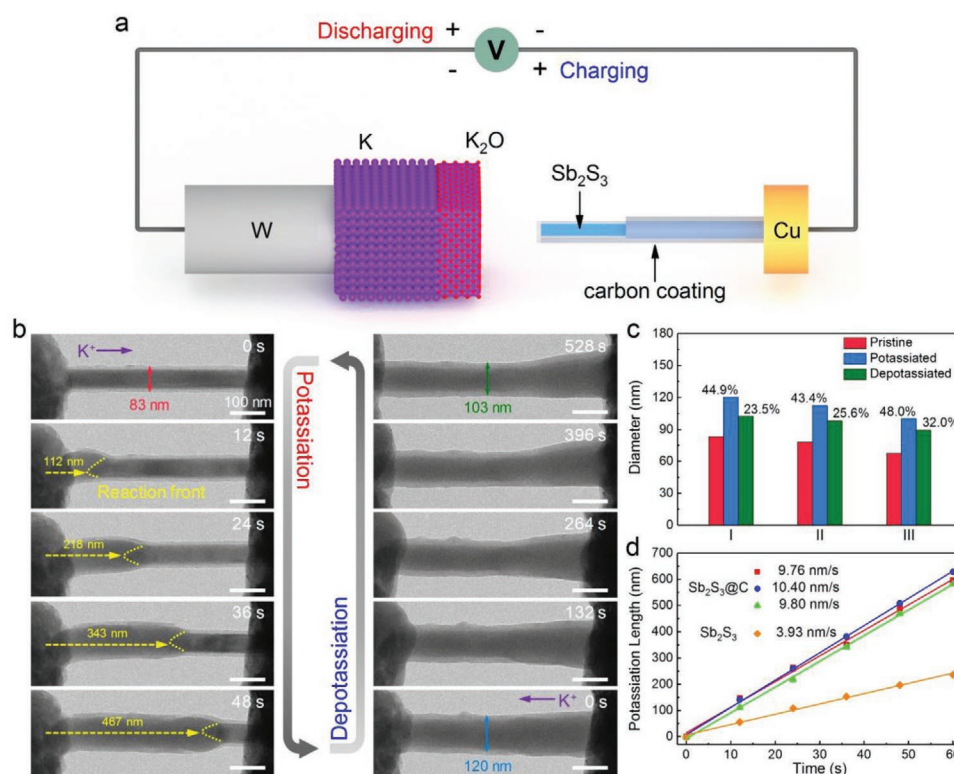 a
Discharging + -
V
- + Charging
K
K₂O
Sb₂S₃
W
Cu
carbon coating
b
K⁺
0 s
83 nm
100 nm
12 s
112 nm
Reaction front
24 s
218 nm
36 s
343 nm
48 s
467 nm
Potassiation
Depotassiation
528 s
103 nm
396 s
264 s
132 s
K⁺
0 s
120 nm
c
Diameter (nm)
180
150
120
90
60
30
0
Pristine
Potassiated
Depotassiated
44.9%
23.5%
43.4%
25.6%
48.0%
32.0%
I II III
d
Potassiation Length (nm)
700
600
500
400
300
200
100
0
Sb₂S₃@C
9.76 nm/s
10.40 nm/s
9.80 nm/s
Sb₂S₃ 3.93 nm/s
0 10 20 30 40 50 60
Time (s)